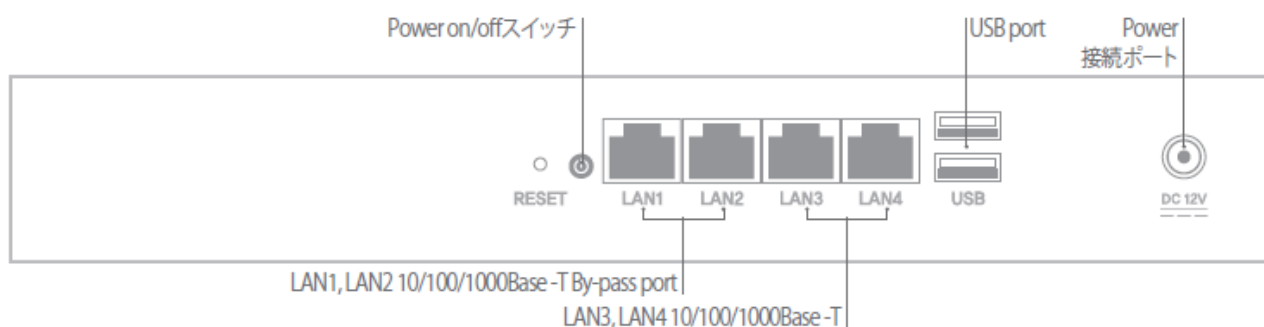 Power on/offスイッチ
USB port
Power
接続ポート
RESET
LAN1
LAN2
LAN3
LAN4
USB
DC 12V
LAN1, LAN2 10/100/1000Base -T By-pass port
LAN3, LAN4 10/100/1000Base -T